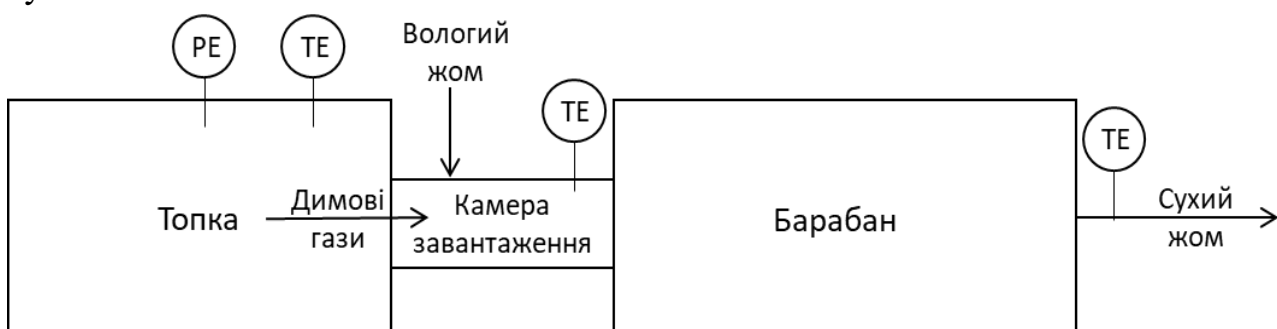 PE
TE
Вологий
жом
TE
TE
Топка
Димові
гази
Камера
завантаження
Барабан
Сухий
жом